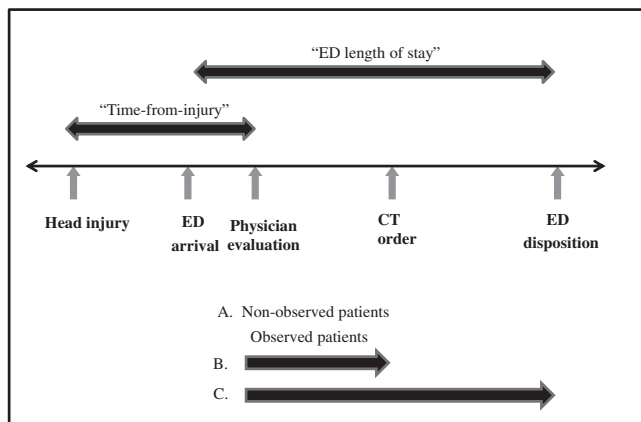 “ED length of stay”
“Time-from-injury”
Head injury
ED
arrival
Physician
evaluation
CT
order
ED
disposition
A. Non-observed patients
Observed patients
B.
C.